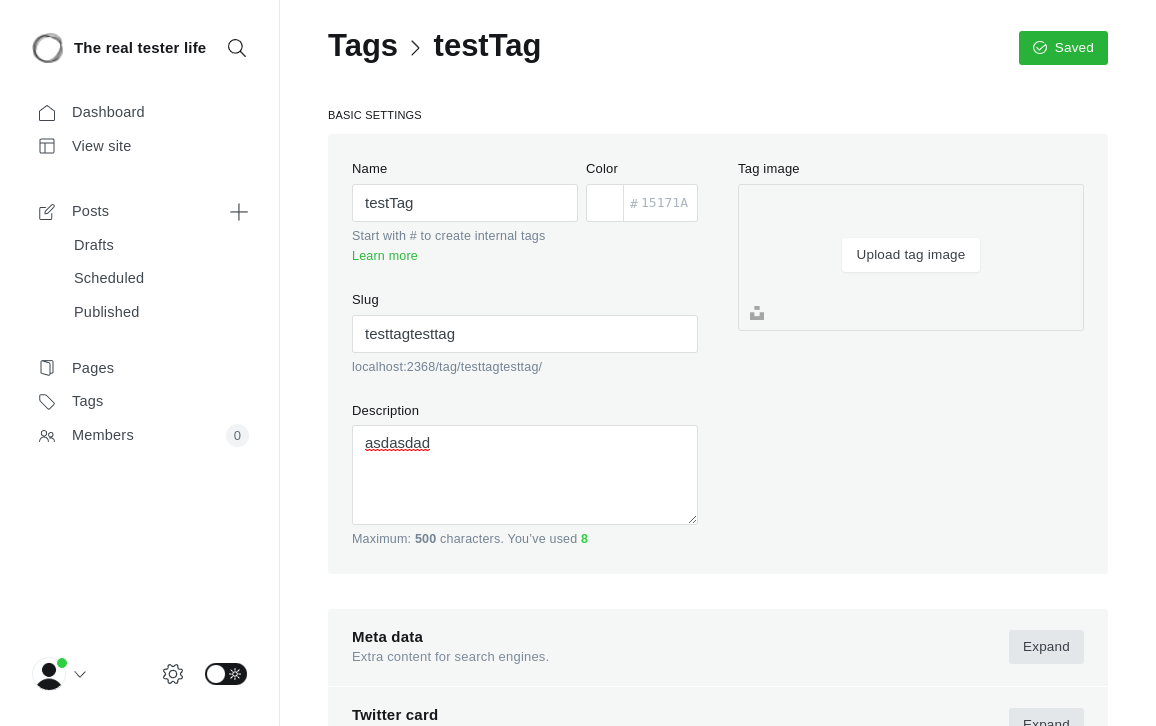 The real tester life
Dashboard
View site
Posts
Drafts
Scheduled
Published
Pages
Tags
Members
0
Tags > testTag
Saved
BASIC SETTINGS
Name
Color
Tag image
testTag
# 15171A
Start with # to create internal tags
Learn more
Upload tag image
Slug
testtagtesttag
localhost:2368/tag/testtagtesttag/
Description
asdasdad
Maximum: 500 characters. You've used 8
Meta data
Extra content for search engines.
Expand
Twitter card
Expand